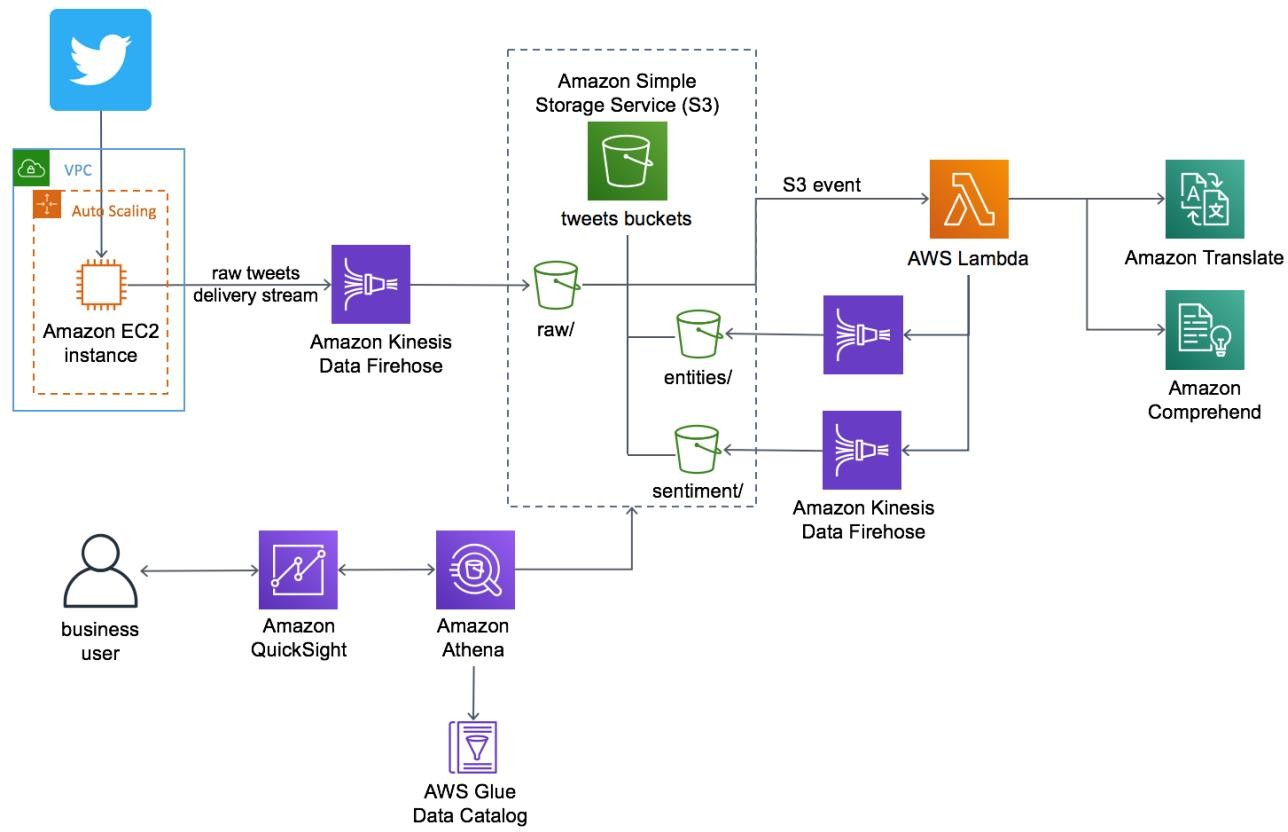 VPC
Auto Scaling
Amazon EC2
instance
raw tweets
delivery stream
Amazon Kinesis
Data Firehose
Amazon Simple
Storage Service (S3)
tweets buckets
raw/
entities/
sentiment/
S3 event
AWS Lambda
Amazon Translate
Amazon
Comprehend
Amazon Kinesis
Data Firehose
business
user
Amazon
QuickSight
Amazon
Athena
AWS Glue
Data Catalog